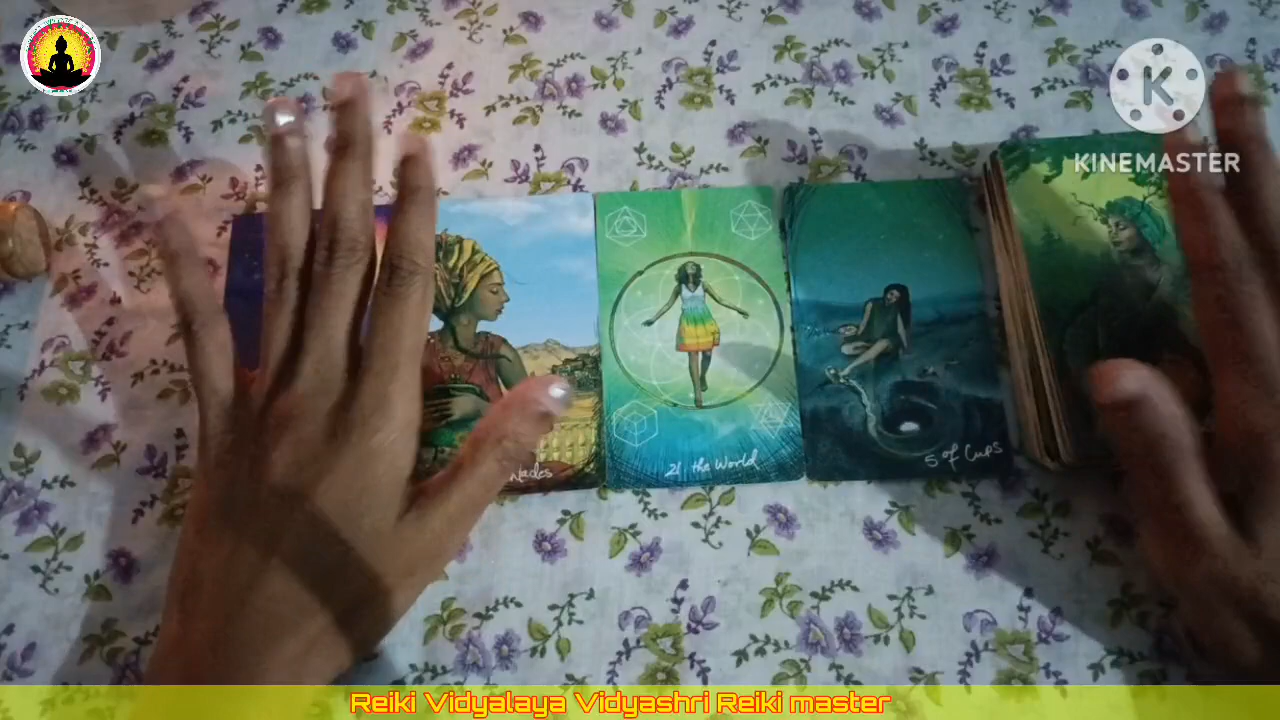 K
KINEMASTER
21 the World
5 of Cups
Reiki Vidyalaya Vidyashri Reiki master